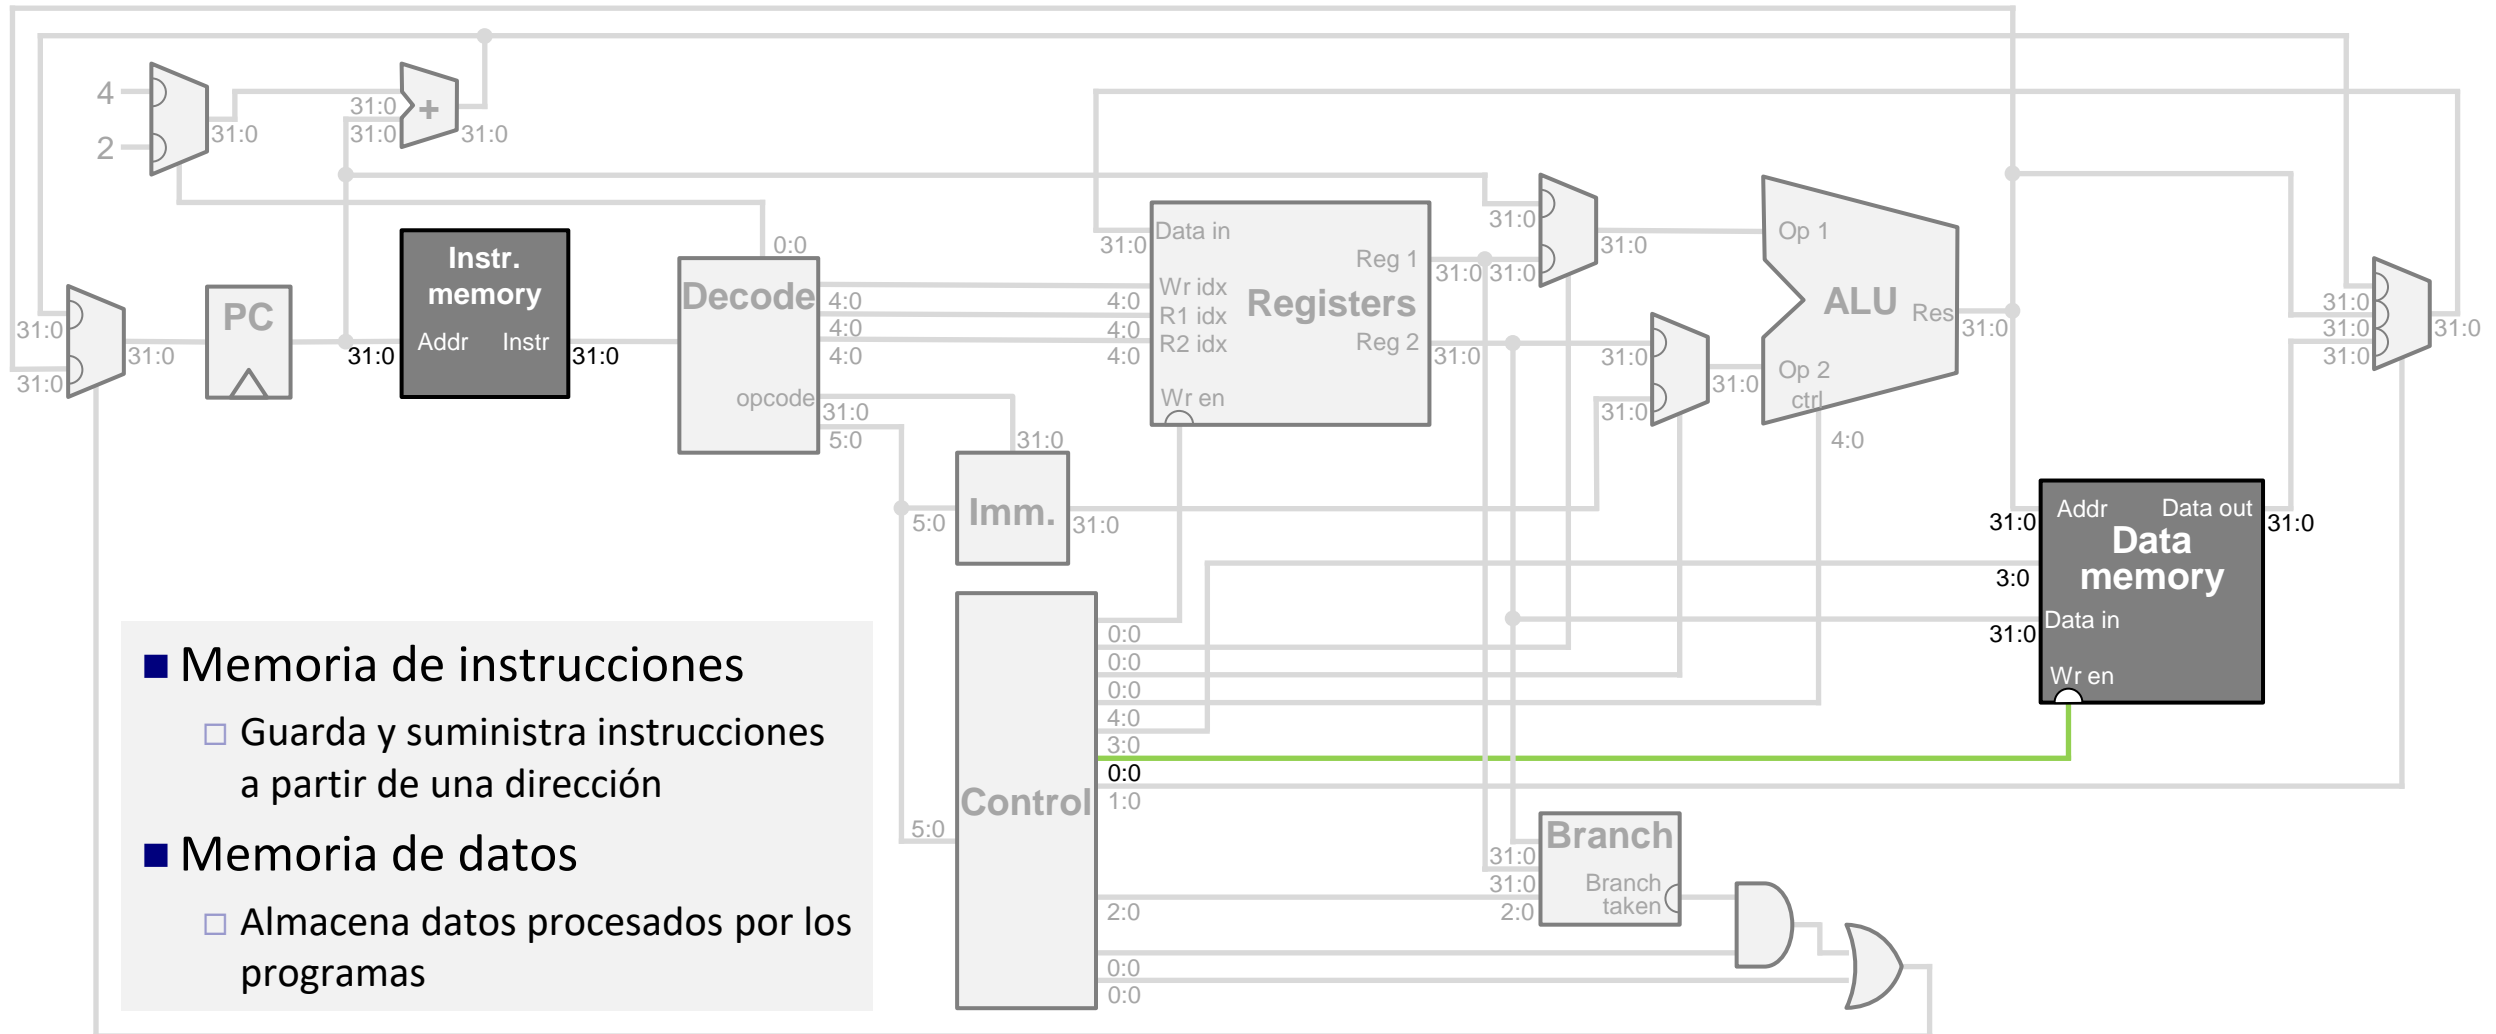 4
2
31:0
31:0
31:0
+
31:0
31:0
31:0
31:0
PC
31:0
Instr.
memory
Addr Instr
31:0
0:0
Decode
opcode
4:0
4:0
4:0
31:0
5:0
31:0
4:0
4:0
4:0
Data in
Wr idx
R1 idx
R2 idx
Wr en
Registers
Reg 1
Reg 2
31:0
31:0
31:0
31:0
31:0
31:0
31:0
31:0
Op 1
Op 2
ctrl
ALU
Res
31:0
4:0
31:0
5:0
Imm.
31:0
31:0
3:0
31:0
Addr Data out
Data
memory
Data in
Wr en
31:0
31:0
31:0
31:0
31:0
5:0
Control
0:0
0:0
0:0
4:0
3:0
0:0
1:0
2:0
0:0
0:0
31:0
31:0
2:0
Branch
Branch
taken
Memoria de instrucciones
Guarda y suministra instrucciones
a partir de una dirección
Memoria de datos
Almacena datos procesados por los
programas